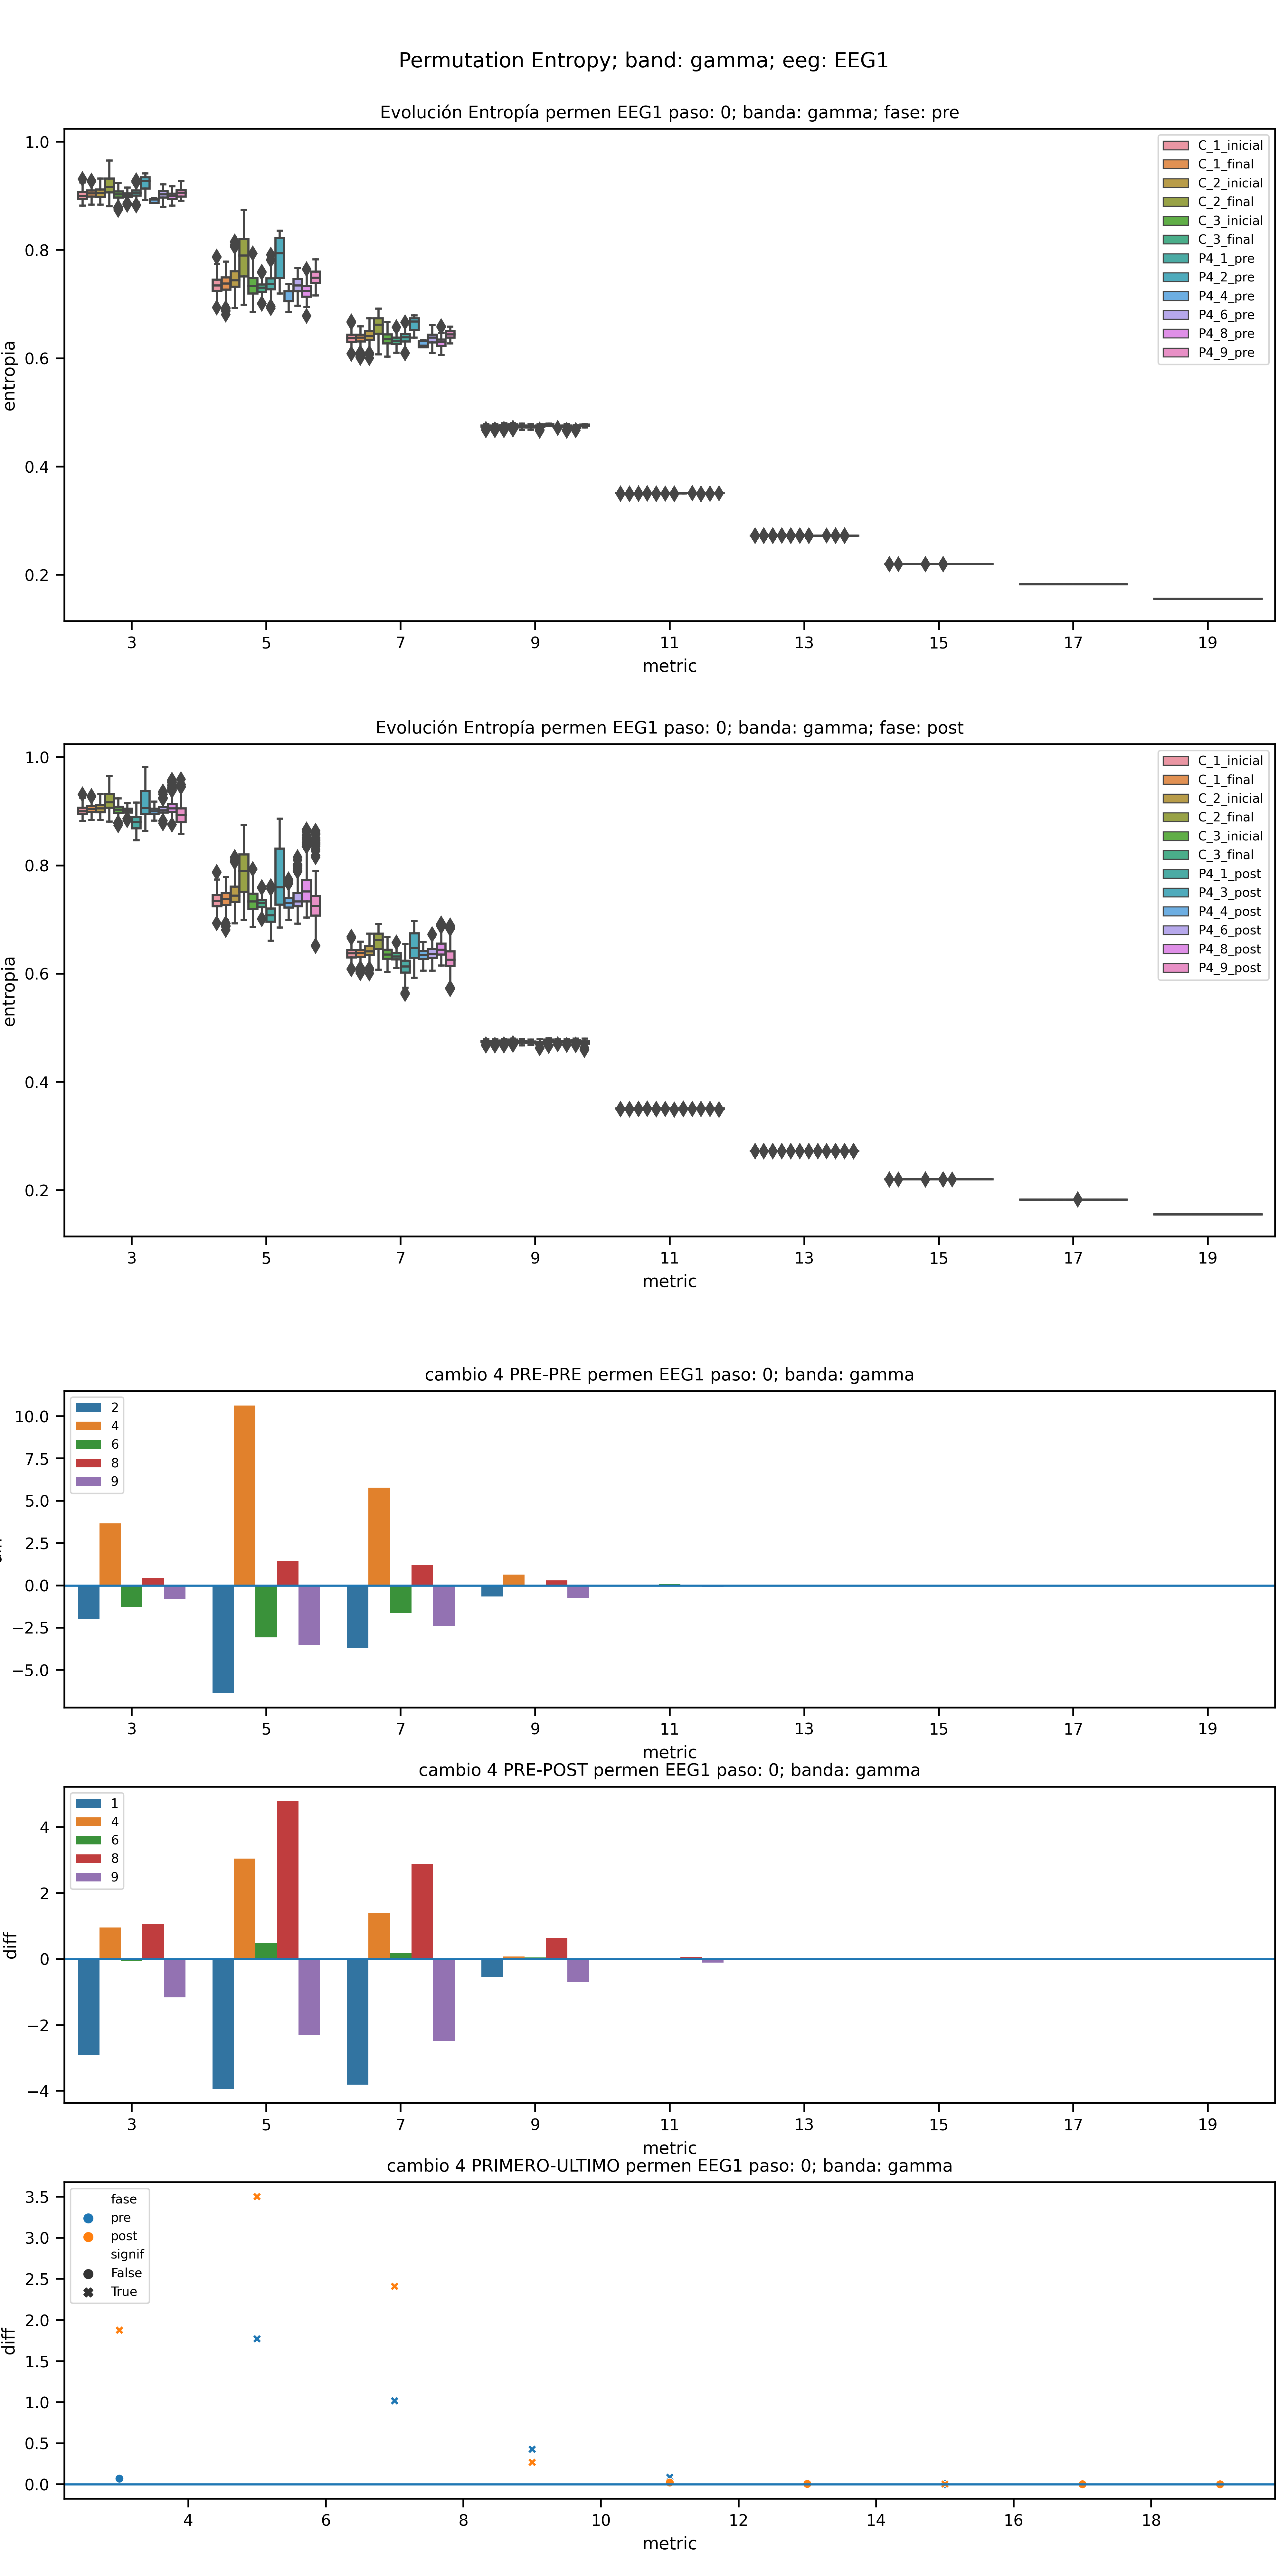 Permutation Entropy; band: gamma; eeg: EEG1
Evolución Entropía permen EEG1 paso: 0; banda: gamma; fase: pre
1.0
0.8
0.6
0.4
0.2
entropia
C_1_inicial
C_1_final
C_2_inicial
C_2_final
C_3_inicial
C_3_final
P4_1_pre
P4_2_pre
P4_4_pre
P4_6_pre
P4_8_pre
P4_9_pre
3 5 7 9 11 13 15 17 19
metric
Evolución Entropía permen EEG1 paso: 0; banda: gamma; fase: post
1.0
0.8
0.6
0.4
0.2
entropia
C_1_inicial
C_1_final
C_2_inicial
C_2_final
C_3_inicial
C_3_final
P4_1_post
P4_3_post
P4_4_post
P4_6_post
P4_8_post
P4_9_post
3 5 7 9 11 13 15 17 19
metric
cambio 4 PRE-PRE permen EEG1 paso: 0; banda: gamma
10.0
7.5
5.0
2.5
0.0
−2.5
−5.0
2
4
6
8
9
3 5 7 9 11 13 15 17 19
metric
cambio 4 PRE-POST permen EEG1 paso: 0; banda: gamma
4
2
0
−2
−4
diff
1
4
6
8
9
3 5 7 9 11 13 15 17 19
metric
cambio 4 PRIMERO-ULTIMO permen EEG1 paso: 0; banda: gamma
3.5
3.0
2.5
2.0
1.5
1.0
0.5
0.0
diff
fase
pre
post
signif
False
True
4 6 8 10 12 14 16 18
metric